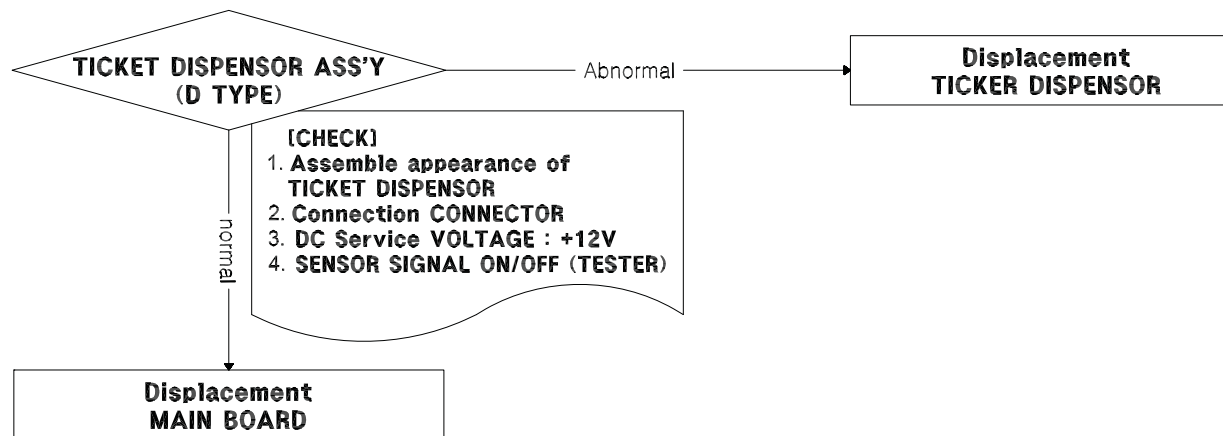 TICKET DISPENSOR ASS'Y
(D TYPE)
Abnormal
Displacement
TICKER DISPENSOR
[CHECK]
1. Assemble appearance of
TICKET DISPENSOR
2. Connection CONNECTOR
3. DC Service VOLTAGE : +12V
4. SENSOR SIGNAL ON/OFF (TESTER)
normal
Displacement
MAIN BOARD